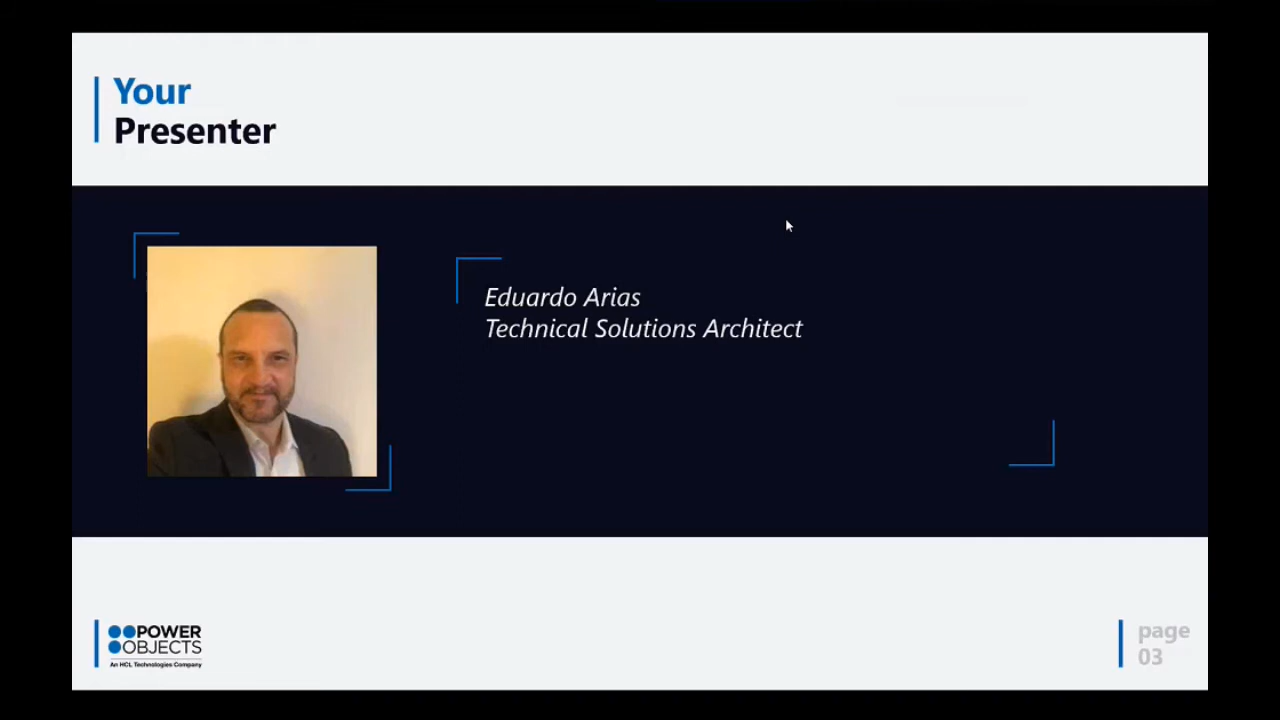 Your
Presenter
Eduardo Arias
Technical Solutions Architect
POWER
OBJECTS
An HCL Technologies Company
page
03